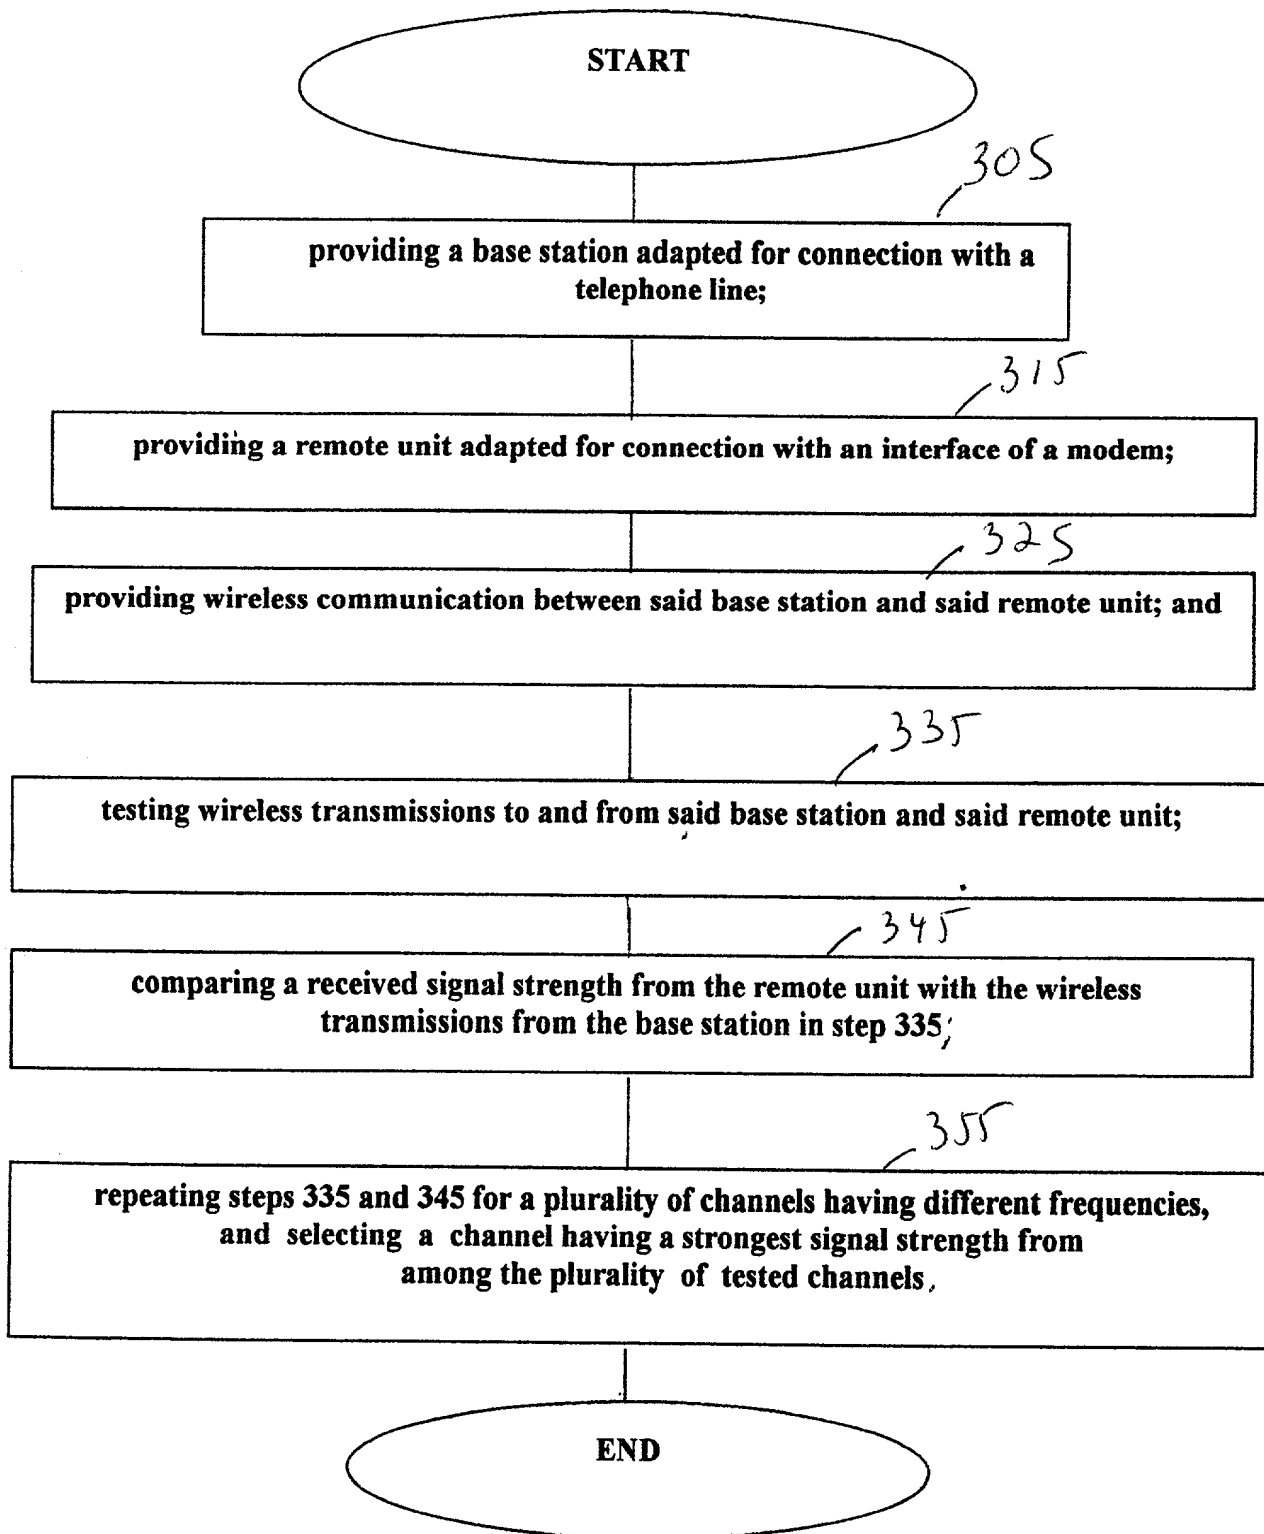 START
305
providing a base station adapted for connection with a
telephone line;
315
providing a remote unit adapted for connection with an interface of a modem;
325
providing wireless communication between said base station and said remote unit; and
335
testing wireless transmissions to and from said base station and said remote unit;
345
comparing a received signal strength from the remote unit with the wireless
transmissions from the base station in step 335;
355
repeating steps 335 and 345 for a plurality of channels having different frequencies,
and selecting a channel having a strongest signal strength from
among the plurality of tested channels.
END